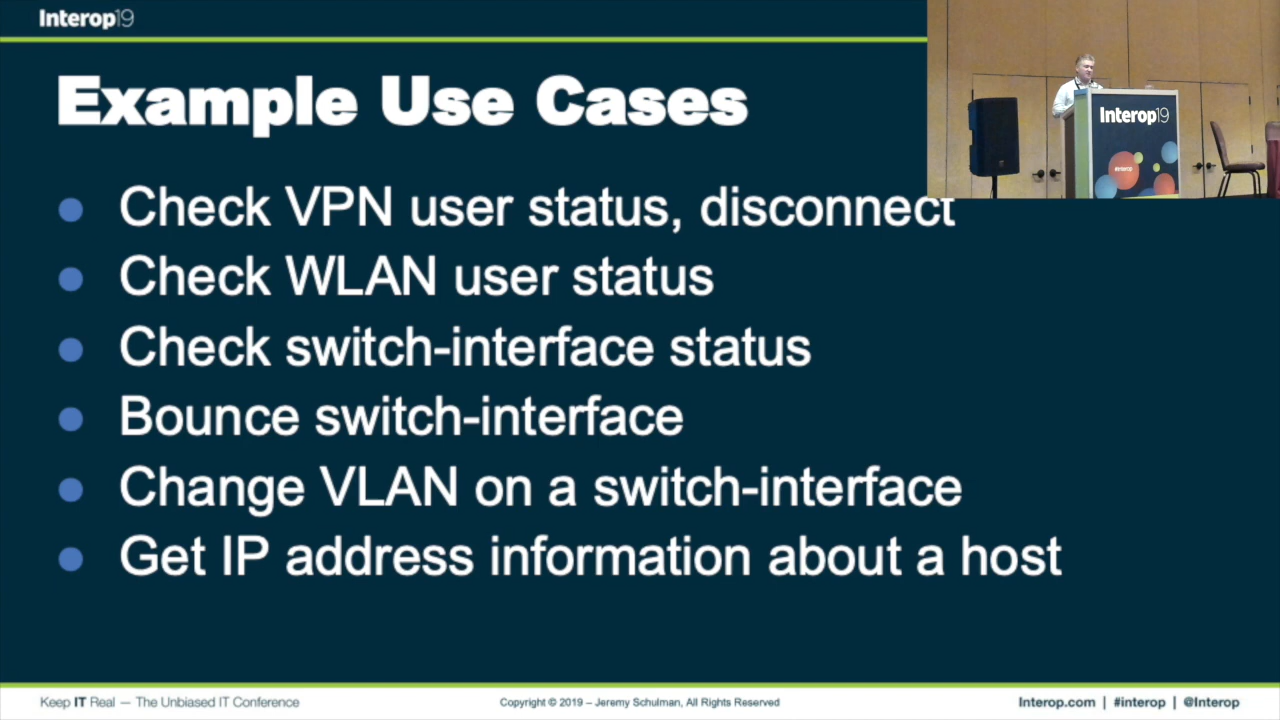 Interop19
Example Use Cases
Check VPN user status, disconnect
Check WLAN user status
Check switch-interface status
Bounce switch-interface
Change VLAN on a switch-interface
Get IP address information about a host
Interop19
Keep IT Real — The Unbiased IT Conference
Copyright © 2019 – Jeremy Schulman, All Rights Reserved
Interop.com | #interop | @Interop